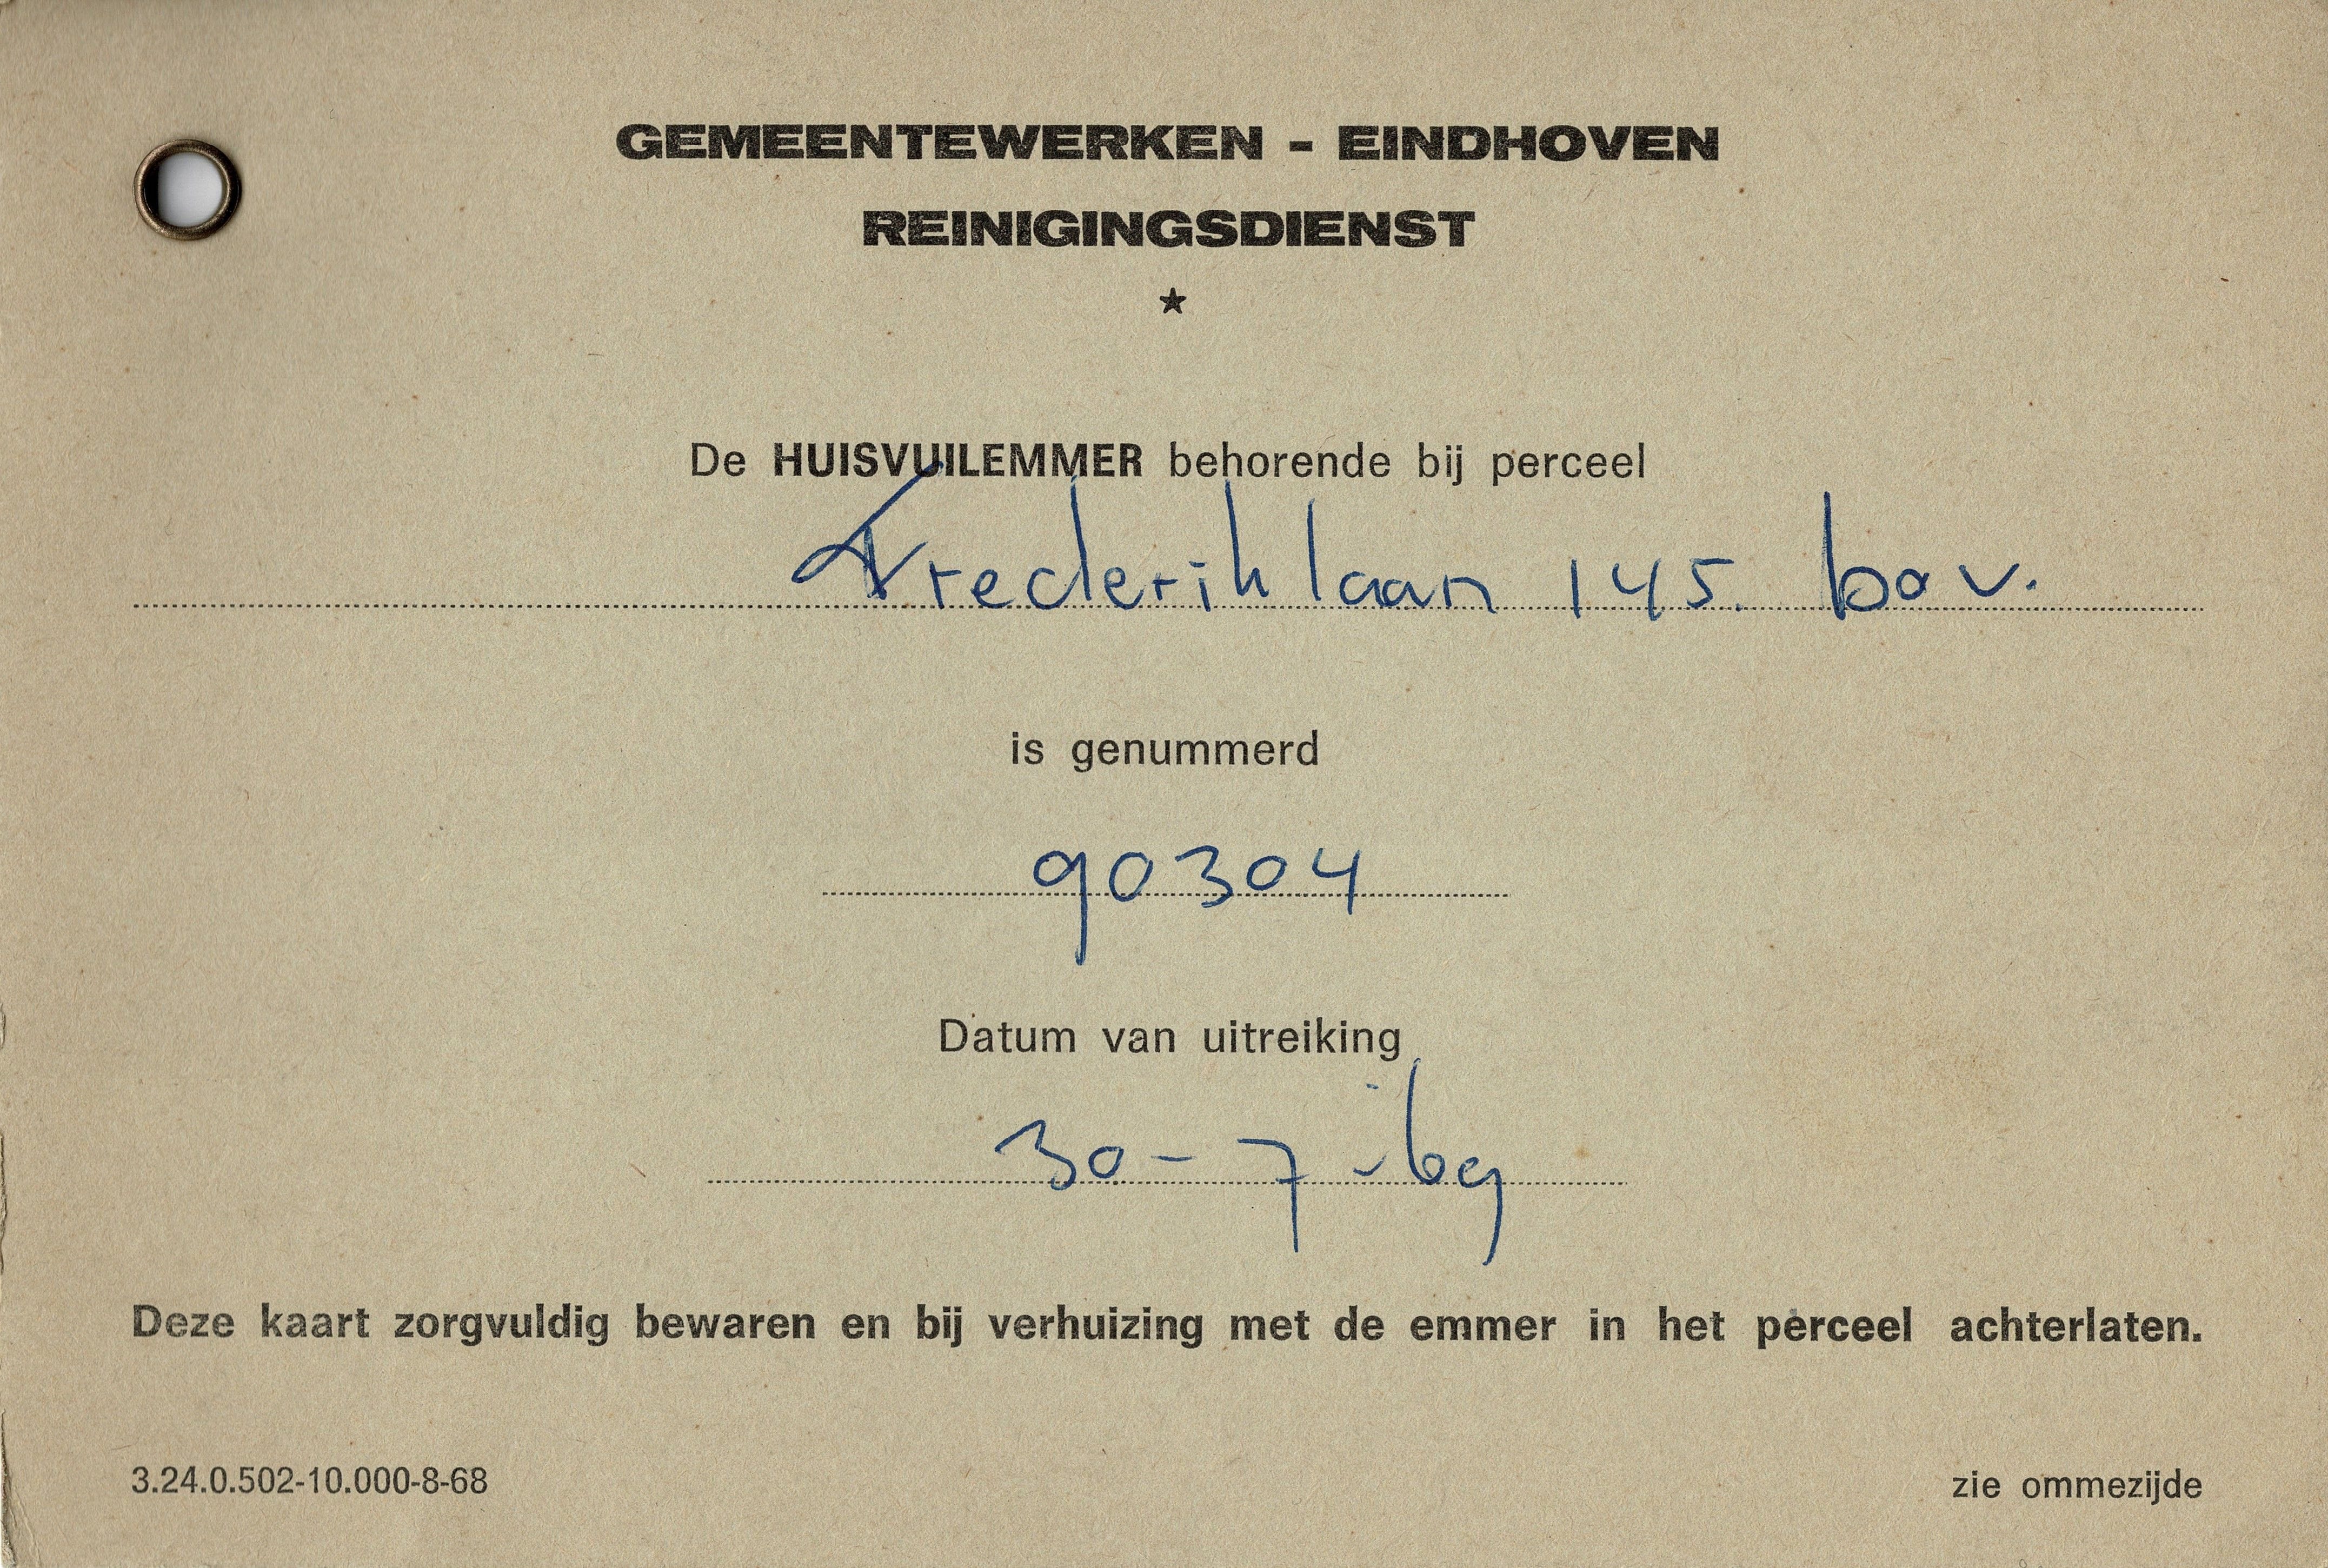 GEMEENTEWERKEN - EINDHOVEN
REINIGINGSDIENST
★
De HUISVUILEMMER behorende bij perceel
Frederiklaan 145. bov.
is genummerd
90304
Datum van uitreiking
30-7-69
Deze kaart zorgvuldig bewaren en bij verhuizing met de emmer in het perceel achterlaten.
3.24.0.502-10.000-8-68
zie ommezijde